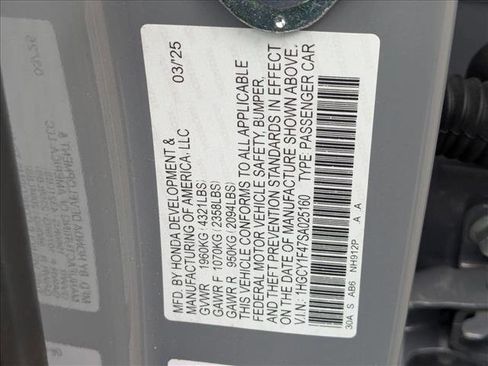 MFD. BY HONDA DEVELOPMENT & 03/25
MANUFACTURING OF AMERICA, LLC
GVWR 1960KG(4321LBS)
GAWR F 1070KG(2358LBS)
GAWR R 950KG(2094LBS)
THIS VEHICLE CONFORMS TO ALL APPLICABLE
FEDERAL MOTOR VEHICLE SAFETY, BUMPER,
AND THEFT PREVENTION STANDARDS IN EFFECT
ON THE DATE OF MANUFACTURE SHOWN ABOVE.
V.I.N.: 1HGCY1F47SA025160 TYPE: PASSENGER CAR
30A S AB6 NH912P A A